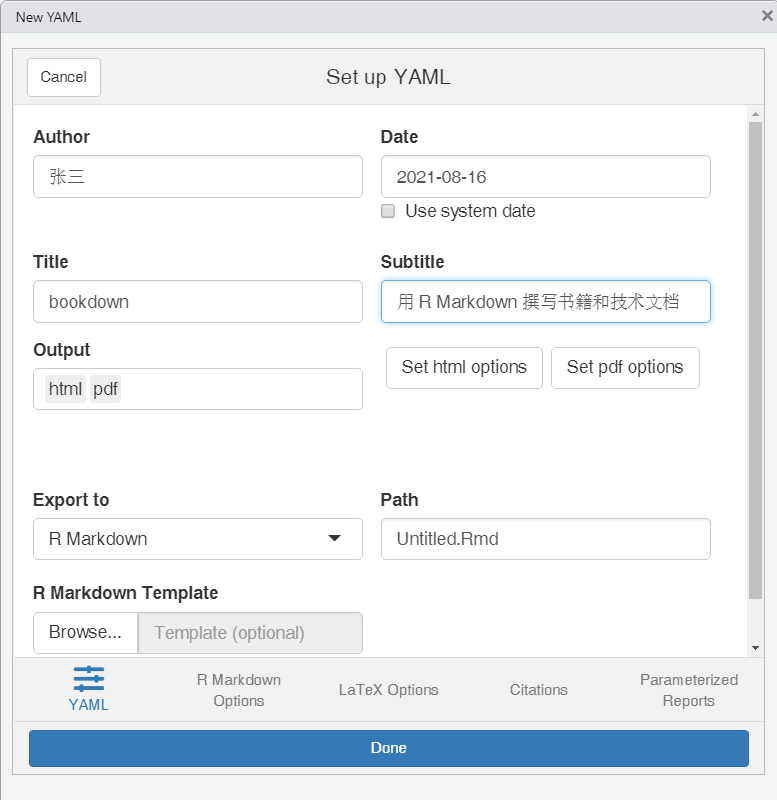 New YAML
Cancel
Set up YAML
Author
Date
张三
2021-08-16
Use system date
Title
Subtitle
bookdown
用 R Markdown 撰写书籍和技术文档
Output
html pdf
Set html options
Set pdf options
Export to
Path
R Markdown
Untitled.Rmd
R Markdown Template
Browse...
Template (optional)
YAML
R Markdown
Options
LaTeX Options
Citations
Parameterized
Reports
Done